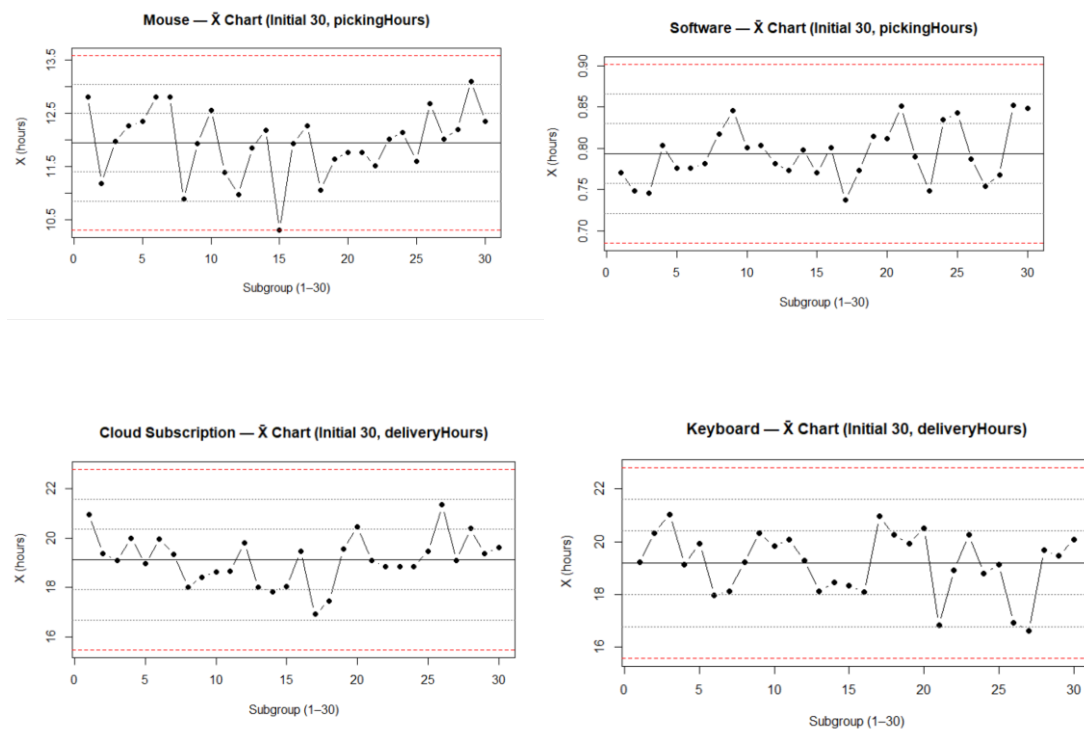 Mouse — X̄ Chart (Initial 30, pickingHours)
X (hours)
13.5
12.5
11.5
10.5
0 5 10 15 20 25 30
Subgroup (1–30)
Software — X̄ Chart (Initial 30, pickingHours)
X (hours)
0.90
0.85
0.80
0.75
0.70
0 5 10 15 20 25 30
Subgroup (1–30)
Cloud Subscription — X̄ Chart (Initial 30, deliveryHours)
X (hours)
22
20
18
16
0 5 10 15 20 25 30
Subgroup (1–30)
Keyboard — X̄ Chart (Initial 30, deliveryHours)
X (hours)
22
20
18
16
0 5 10 15 20 25 30
Subgroup (1–30)